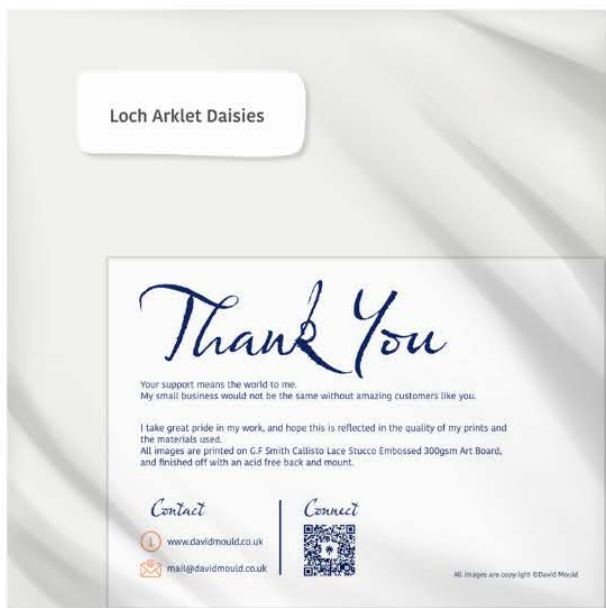 Loch Arklet Daisies
Thank You
Your support means the world to me.
My small business would not be the same without amazing customers like you.
I take great pride in my work, and hope this is reflected in the quality of my prints and
the materials used.
All images are printed on G.F Smith Callisto Lace Stucco Embossed 300gsm Art Board,
and finished off with an acid free back and mount.
Contact
www.davidmould.co.uk
mail@davidmould.co.uk
Connect
All images are copyright ©David Mould